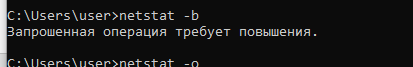 C:\Users\user>netstat -b
Запрошенная операция требует повышения.
C:\Users\user>netstat -o